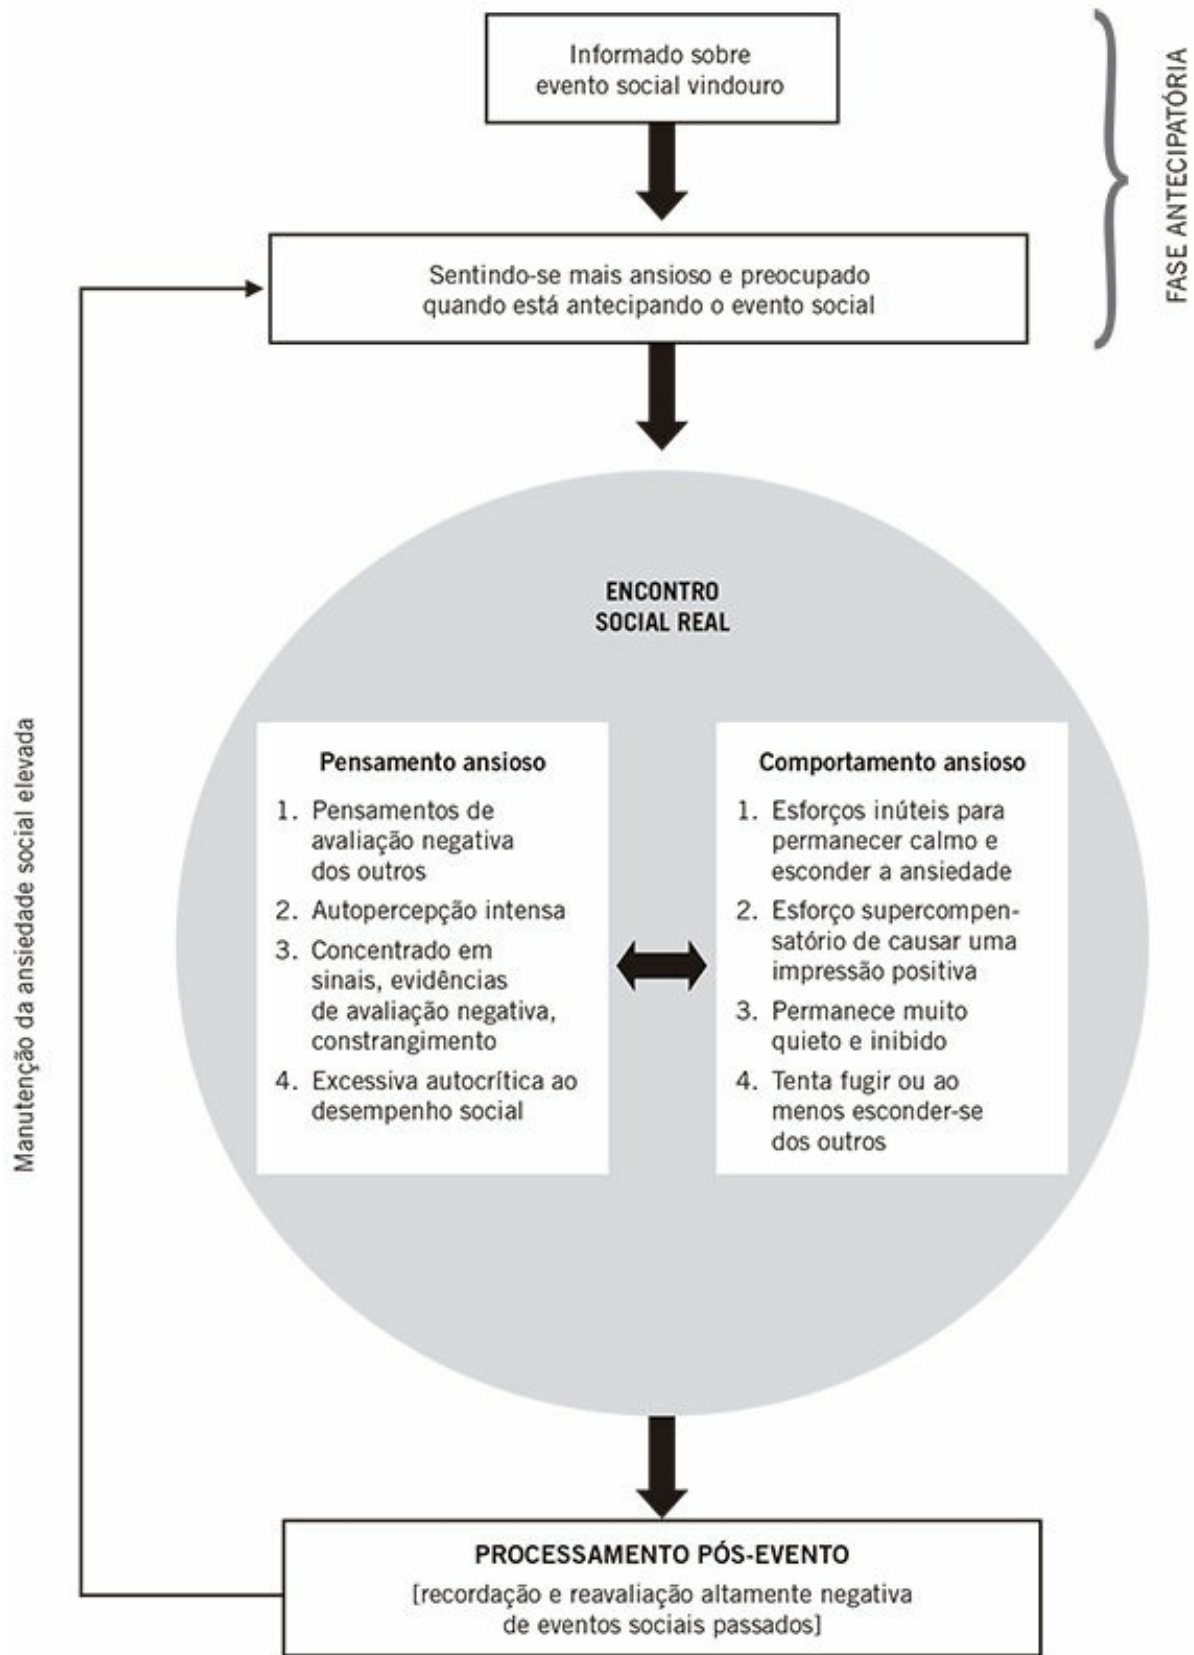 Informado sobre
evento social vindouro
FASE ANTECIPATÓRIA
Sentindo-se mais ansioso e preocupado
quando está antecipando o evento social
ENCONTRO
SOCIAL REAL
Pensamento ansioso
1. Pensamentos de
avaliação negativa
dos outros
2. Autopercepção intensa
3. Concentrado em
sinais, evidências
de avaliação negativa,
constrangimento
4. Excessiva autocrítica ao
desempenho social
Comportamento ansioso
1. Esforços inúteis para
permanecer calmo e
esconder a ansiedade
2. Esforço supercompen-
satório de causar uma
impressão positiva
3. Permanece muito
quieto e inibido
4. Tenta fugir ou ao
menos esconder-se
dos outros
Manutenção da ansiedade social elevada
PROCESSAMENTO PÓS-EVENTO
[recordação e reavaliação altamente negativa
de eventos sociais passados]